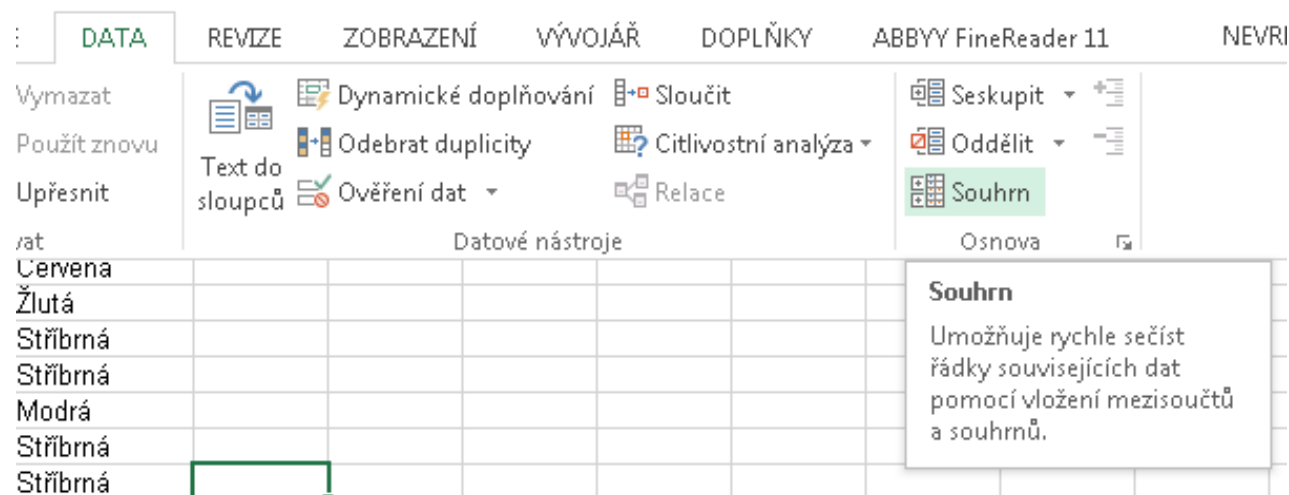 DATA REVIZE ZOBRAZENÍ VÝVOJÁŘ DOPLŇKY ABBYY FineReader 11
Vymazat
Použít znovu
Upřesnit
Text do
sloupců
Dynamické doplňování
Odebrat duplicity
Ověření dat
Sloučit
Citlivostní analýza
Relace
Datové nástroje
Seskupit
Oddělit
Souhrn
Osnova
Červená
Žlutá
Stříbrná
Stříbrná
Modrá
Stříbrná
Stříbrná
Souhrn
Umožňuje rychle sečíst
řádky souvisejících dat
pomocí vložení mezisoučtů
a souhrnů.